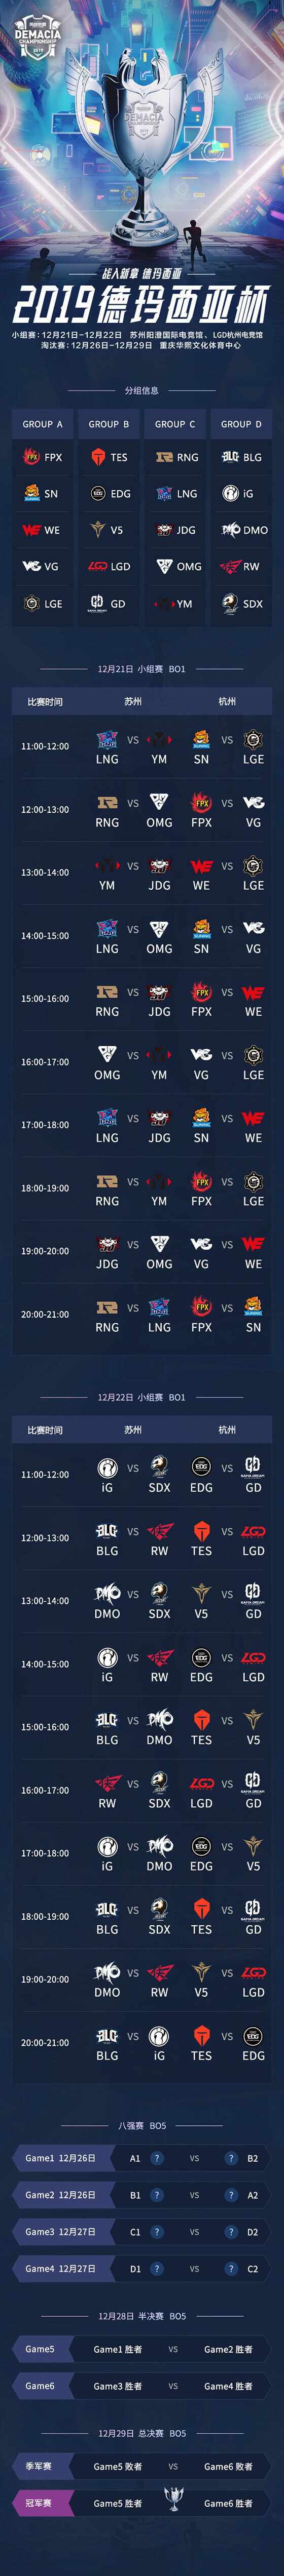 DEMACIA
CHAMPIONSHIP
2019
DEMACIA
找入新章 德玛西亚
2019德玛西亚杯
小组赛：12月21日-12月22日 苏州阳澄国际电竞馆、LGD杭州电竞馆
淘汰赛：12月26日-12月29日 重庆华熙文化体育中心
分组信息
GROUP A GROUP B GROUP C GROUP D
FPX TES RNG BLG
SN EDG LNG iG
WE V5 JDG DMO
VG LGD OMG RW
LGE GD YM SDX
12月21日 小组赛 BO1
比赛时间 苏州 杭州
11:00-12:00 LNG VS YM SN VS LGE
12:00-13:00 RNG VS OMG FPX VS VG
13:00-14:00 YM VS JDG WE VS LGE
14:00-15:00 LNG VS OMG SN VS VG
15:00-16:00 RNG VS JDG FPX VS WE
16:00-17:00 OMG VS YM VG VS LGE
17:00-18:00 LNG VS JDG SN VS WE
18:00-19:00 RNG VS YM FPX VS LGE
19:00-20:00 JDG VS OMG VG VS WE
20:00-21:00 RNG VS LNG FPX VS SN
12月22日 小组赛 BO1
比赛时间 苏州 杭州
11:00-12:00 iG VS SDX EDG VS GD
12:00-13:00 BLG VS RW TES VS LGD
13:00-14:00 DMO VS SDX V5 VS GD
14:00-15:00 iG VS RW EDG VS LGD
15:00-16:00 BLG VS DMO TES VS V5
16:00-17:00 RW VS SDX LGD VS GD
17:00-18:00 iG VS DMO EDG VS V5
18:00-19:00 BLG VS SDX TES VS GD
19:00-20:00 DMO VS RW V5 VS LGD
20:00-21:00 BLG VS iG TES VS EDG
八强赛 BO5
Game1 12月26日 A1 ? VS ? B2
Game2 12月26日 B1 ? VS ? A2
Game3 12月27日 C1 ? VS ? D2
Game4 12月27日 D1 ? VS ? C2
12月28日 半决赛 BO5
Game5 Game1 胜者 VS Game2 胜者
Game6 Game3 胜者 VS Game4 胜者
12月29日 总决赛 BO5
季军赛 Game5 败者 VS Game6 败者
冠军赛 Game5 胜者 Game6 胜者